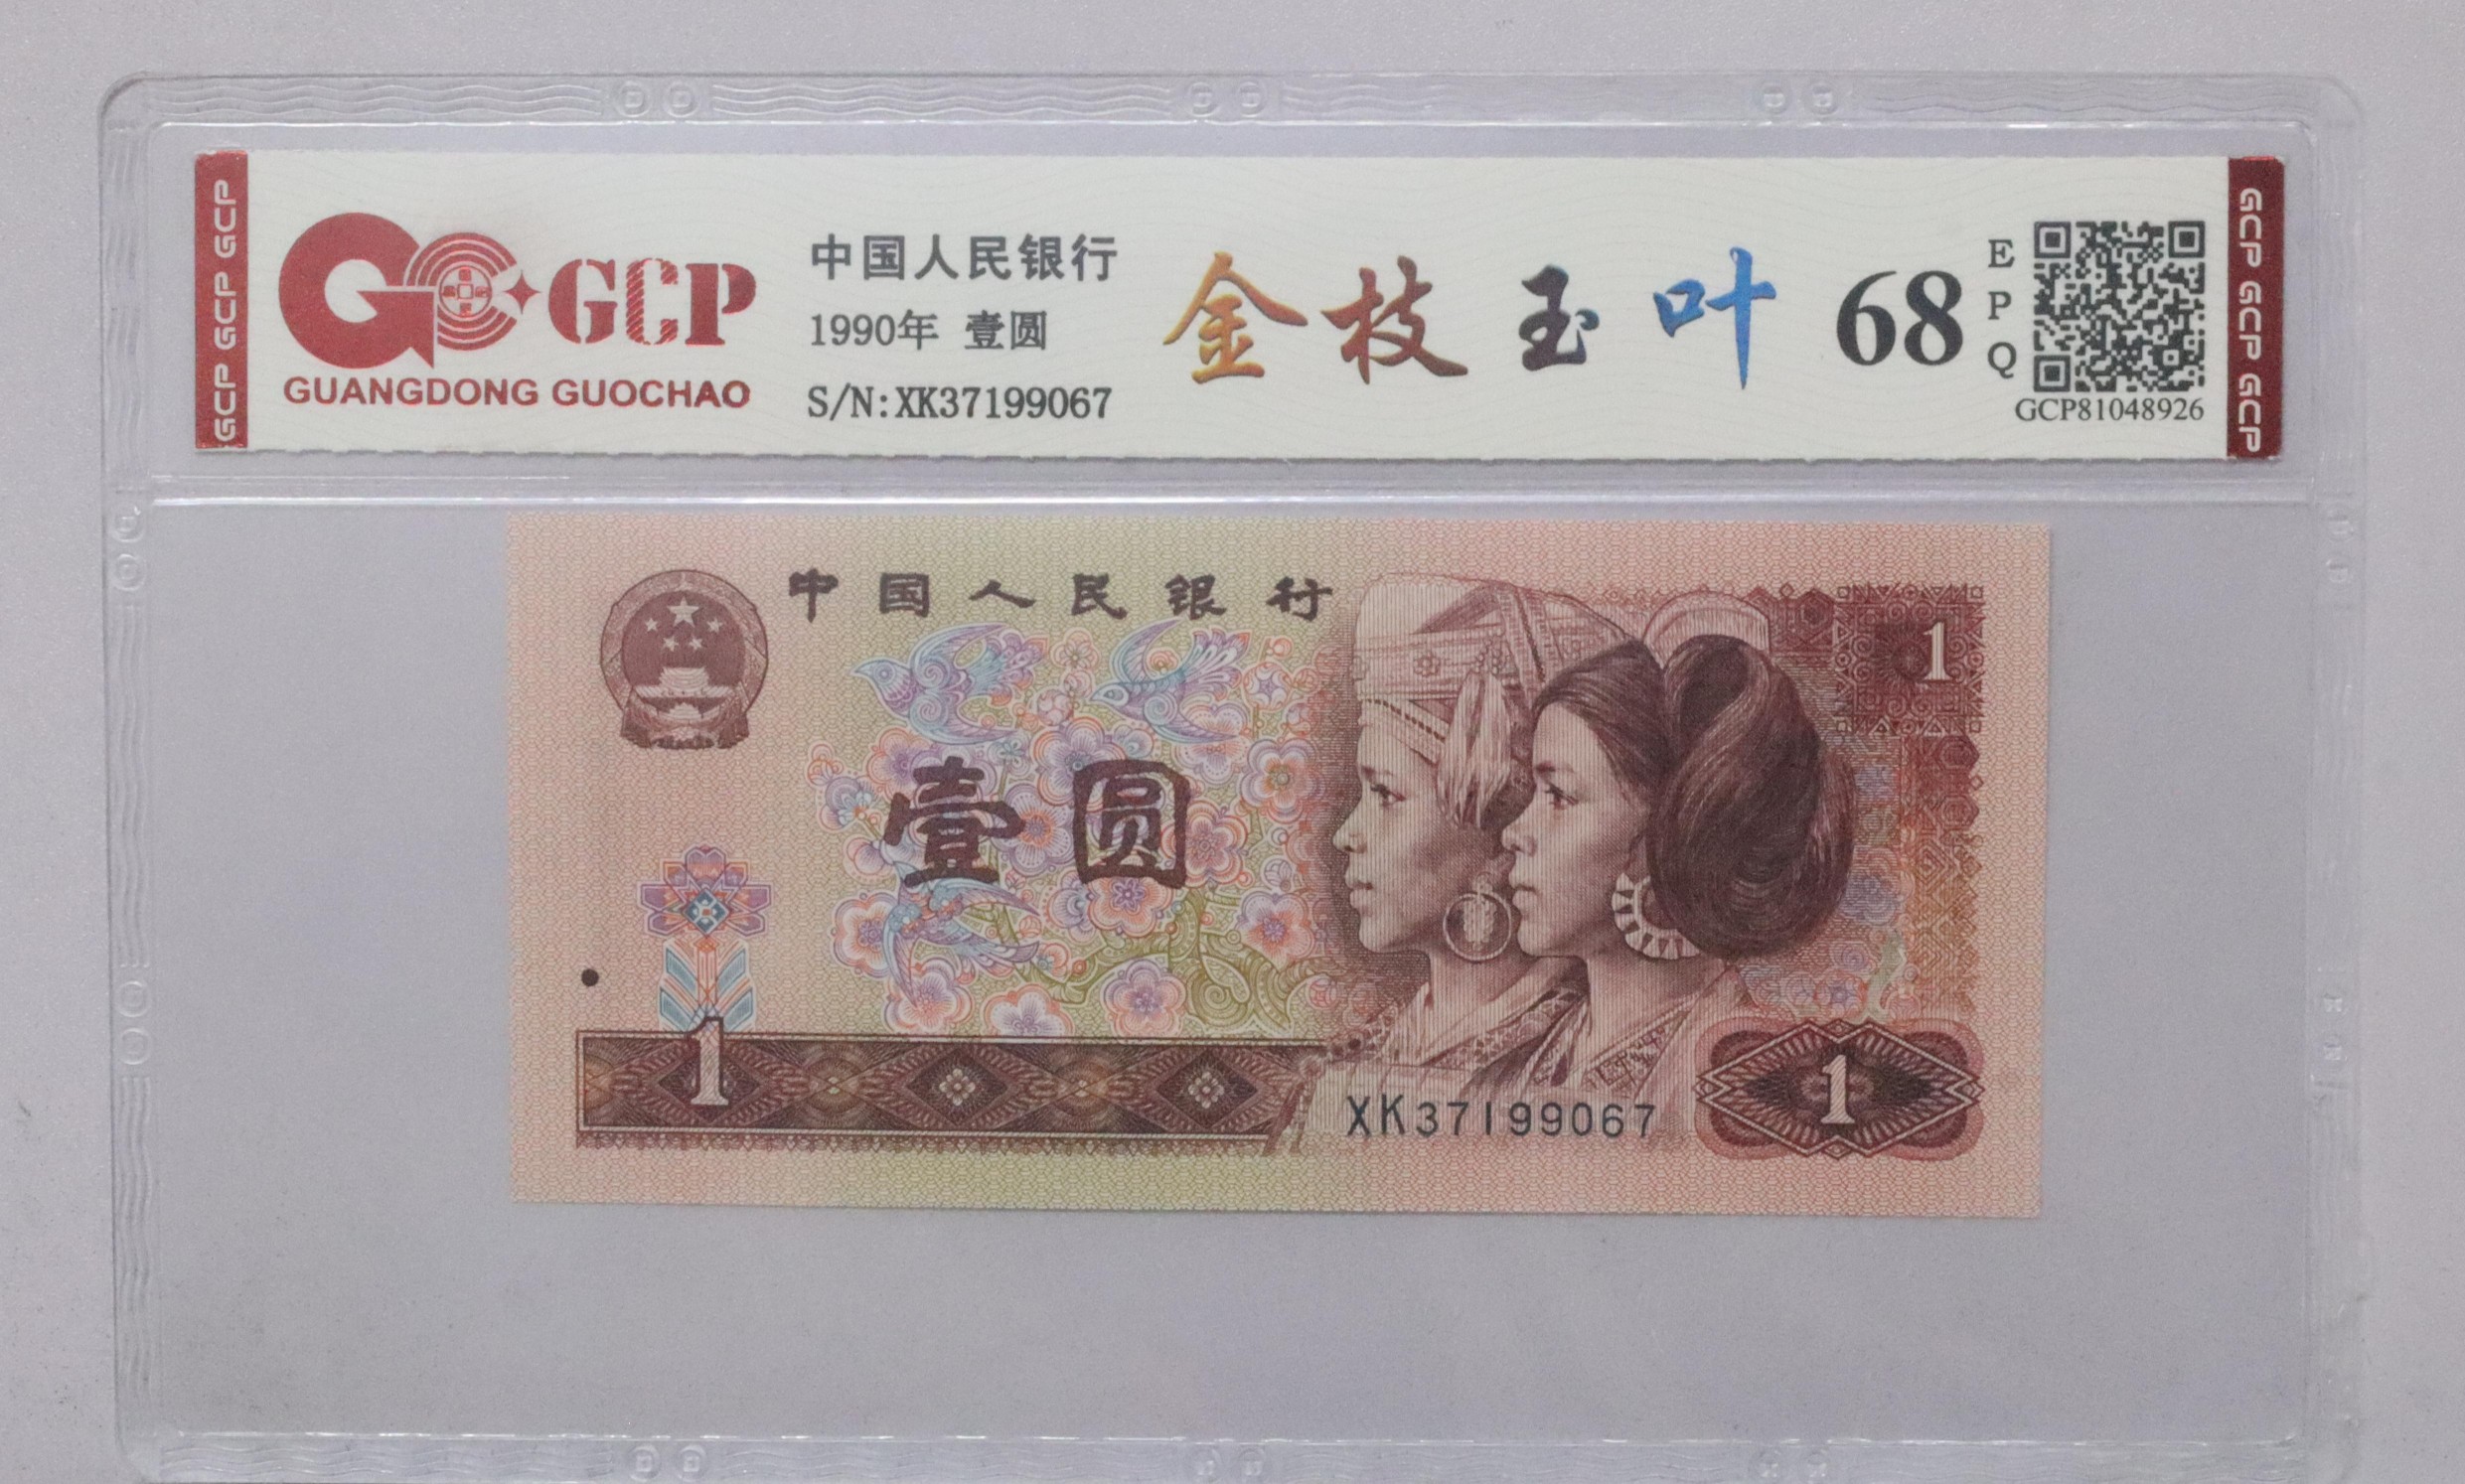 GCP GCP GCP
GCP
GUANGDONG GUOCHAO
中国人民银行
1990年 壹圆
S/N:XK37199067
金枝玉叶
68
EPQ
GCP81048926
GCP GCP GCP
中国人民银行
1
壹圆
1
XK37199067
1